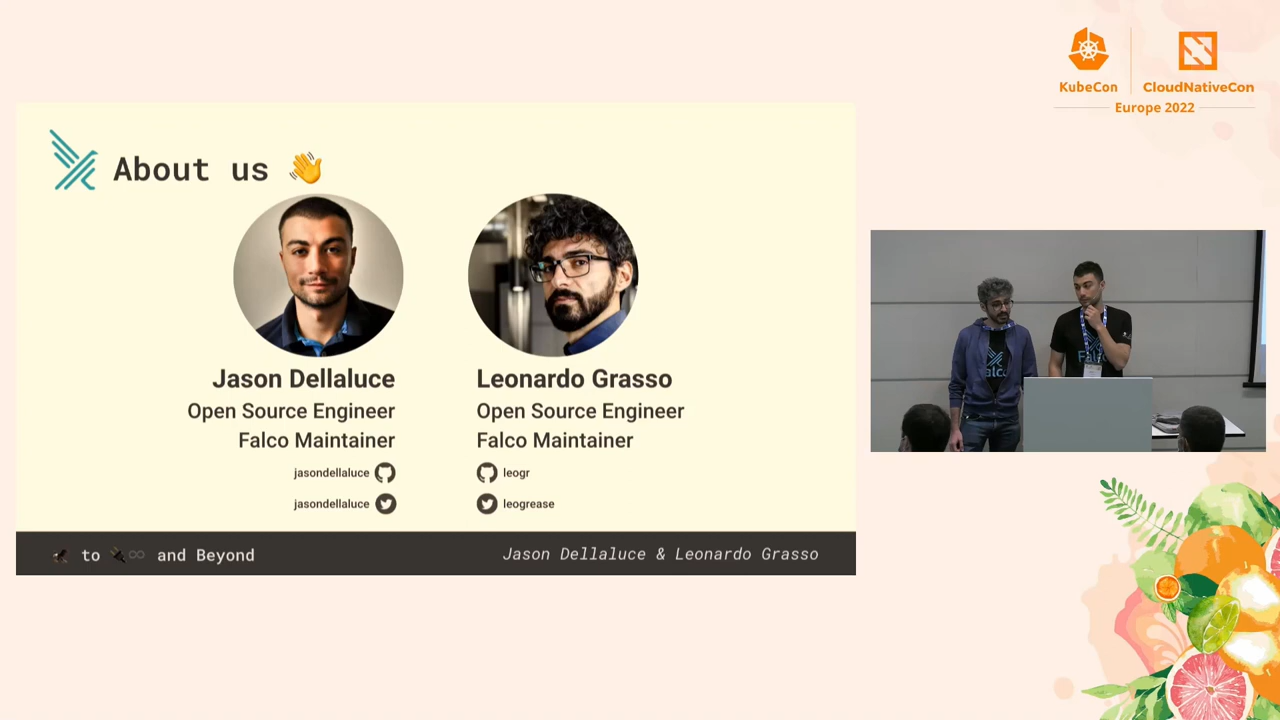 KubeCon
CloudNativeCon
Europe 2022
About us 👋
Jason Dellaluce
Open Source Engineer
Falco Maintainer
jasondellaluce
jasondellaluce
Leonardo Grasso
Open Source Engineer
Falco Maintainer
leogr
leogrease
to and Beyond
Jason Dellaluce & Leonardo Grasso